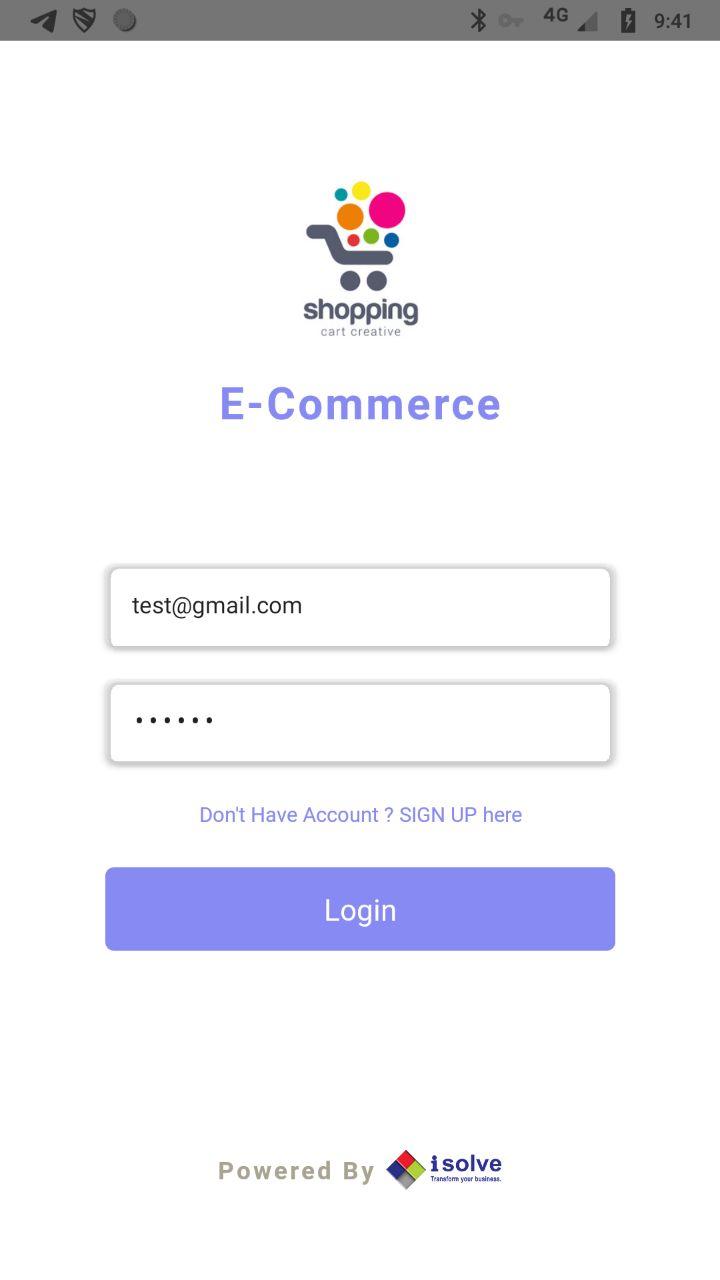 4G 9:41
shopping
cart creative
E-Commerce
test@gmail.com
••••••
Don't Have Account ? SIGN UP here
Login
Powered By isolve
Transform your business.